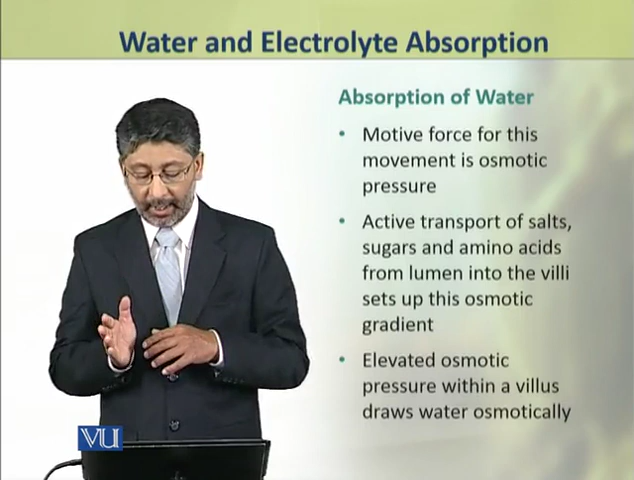 Water and Electrolyte Absorption
Absorption of Water
• Motive force for this
movement is osmotic
pressure
• Active transport of salts,
sugars and amino acids
from lumen into the villi
sets up this osmotic
gradient
• Elevated osmotic
pressure within a villus
draws water osmotically
VU